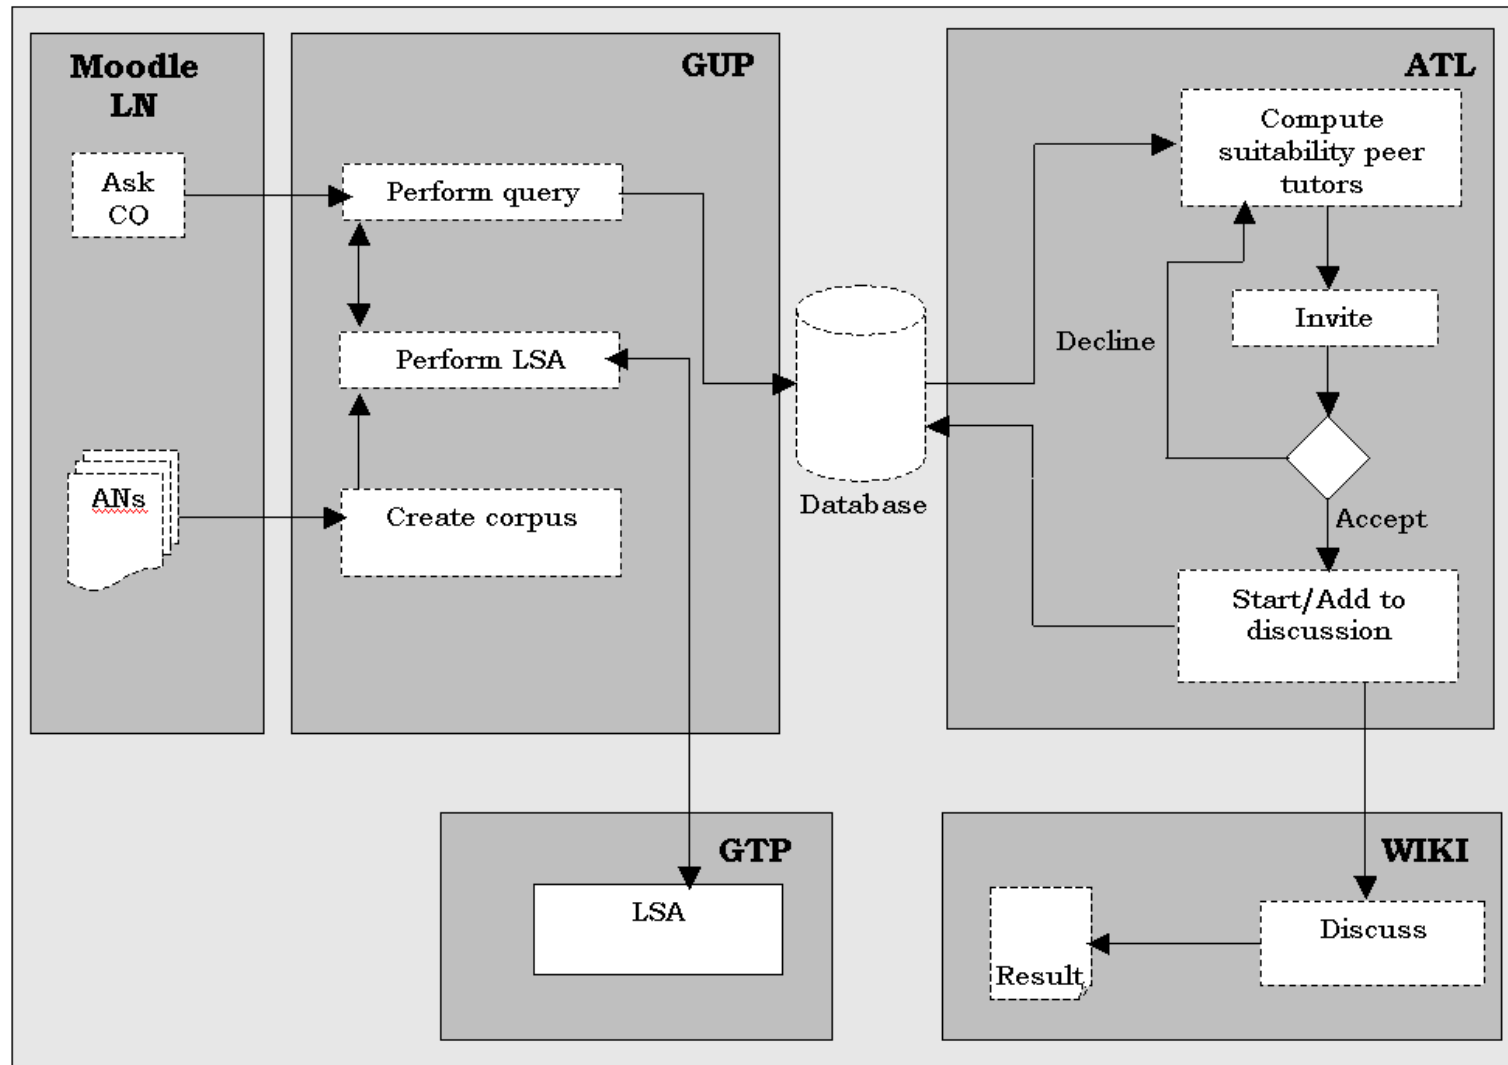 Moodle
LN
Ask
CQ
ANs
GUP
Perform query
Perform LSA
Create corpus
Database
ATL
Compute
suitability peer
tutors
Invite
Decline
Accept
Start/Add to
discussion
GTP
LSA
WIKI
Discuss
Result